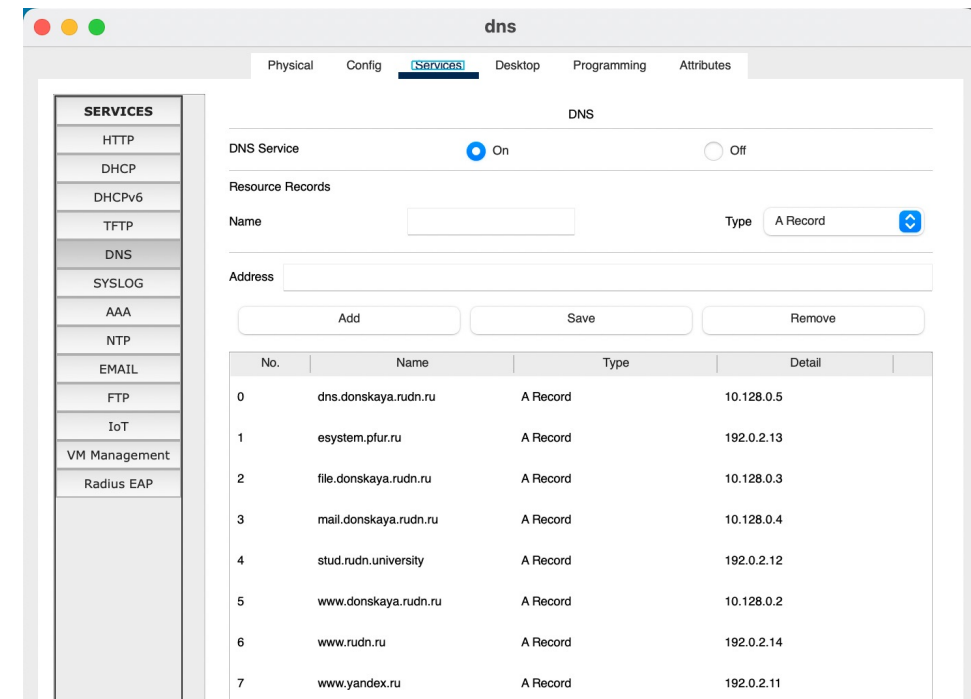 dns
Physical Config Services Desktop Programming Attributes
SERVICES
HTTP
DHCP
DHCPv6
TFTP
DNS
SYSLOG
AAA
NTP
EMAIL
FTP
IoT
VM Management
Radius EAP
DNS
DNS Service On Off
Resource Records
Name Type A Record
Address
Add Save Remove
No. Name Type Detail
0 dns.donskaya.rudn.ru A Record 10.128.0.5
1 esystem.pfur.ru A Record 192.0.2.13
2 file.donskaya.rudn.ru A Record 10.128.0.3
3 mail.donskaya.rudn.ru A Record 10.128.0.4
4 stud.rudn.university A Record 192.0.2.12
5 www.donskaya.rudn.ru A Record 10.128.0.2
6 www.rudn.ru A Record 192.0.2.14
7 www.yandex.ru A Record 192.0.2.11